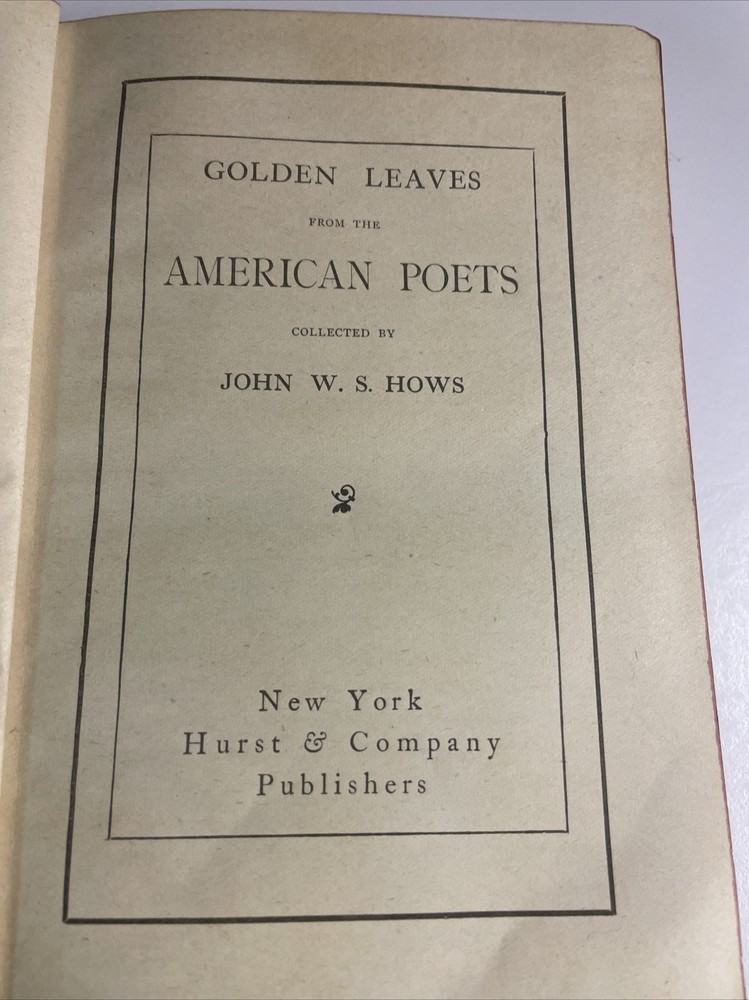 GOLDEN LEAVES
FROM THE
AMERICAN POETS
COLLECTED BY
JOHN W. S. HOWS
New York
Hurst & Company
Publishers